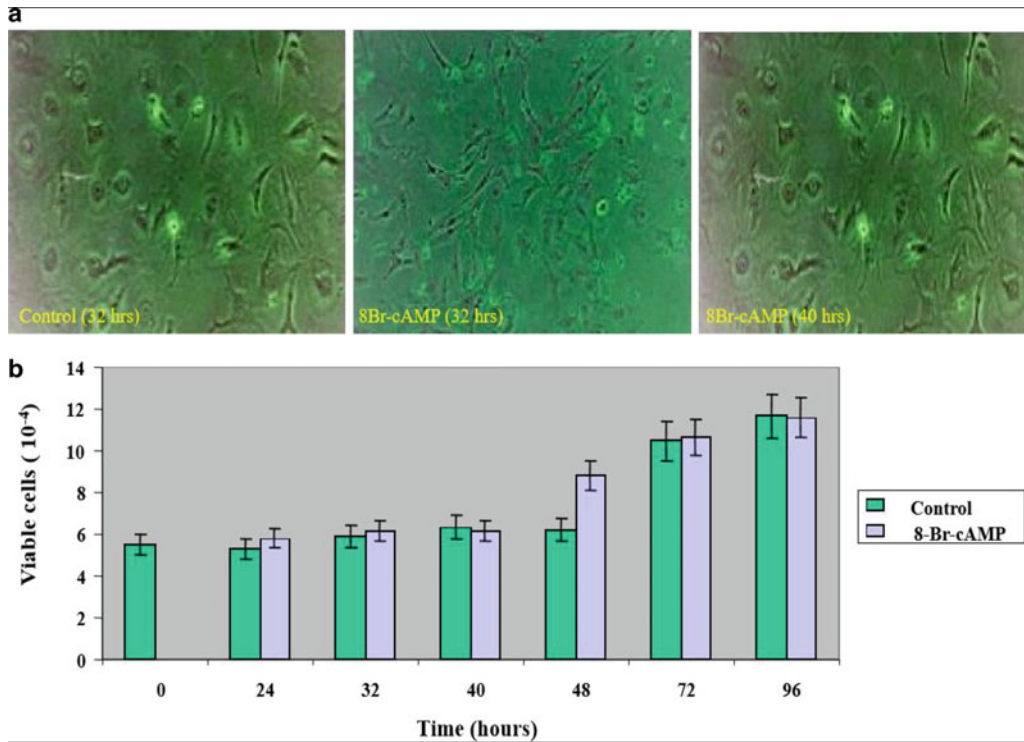 a
Control (32 hrs)
8Br-cAMP (32 hrs)
8Br-cAMP (40 hrs)
b
Viable cells ( 10-4)
14
12
10
8
6
4
2
0
0 24 32 40 48 72 96
Time (hours)
Control
8-Br-cAMP